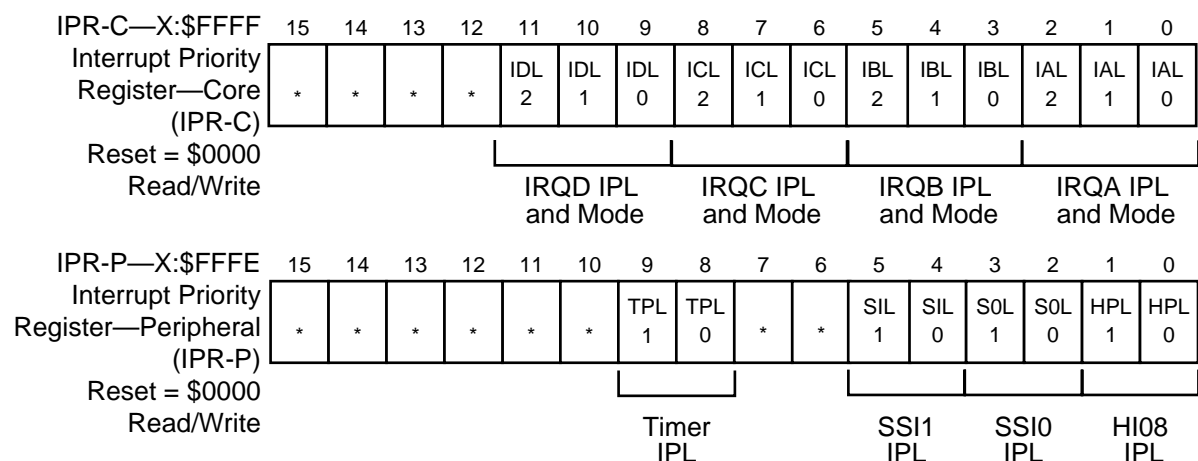 IPR-C—X:$FFFF 15 14 13 12 11 10 9 8 7 6 5 4 3 2 1 0
Interrupt Priority
Register—Core
(IPR-C)
Reset = $0000
Read/Write
* * * * IDL IDL IDL ICL ICL ICL IBL IBL IBL IAL IAL IAL
2 1 0 2 1 0 2 1 0 2 1 0
IRQD IPL IRQC IPL IRQB IPL IRQA IPL
and Mode and Mode and Mode and Mode
IPR-P—X:$FFFE 15 14 13 12 11 10 9 8 7 6 5 4 3 2 1 0
Interrupt Priority
Register—Peripheral
(IPR-P)
Reset = $0000
Read/Write
* * * * * * TPL TPL * * SIL SIL S0L S0L HPL HPL
1 0 1 0 1 0 1 0
Timer SSI1 SSI0 HI08
IPL IPL IPL IPL